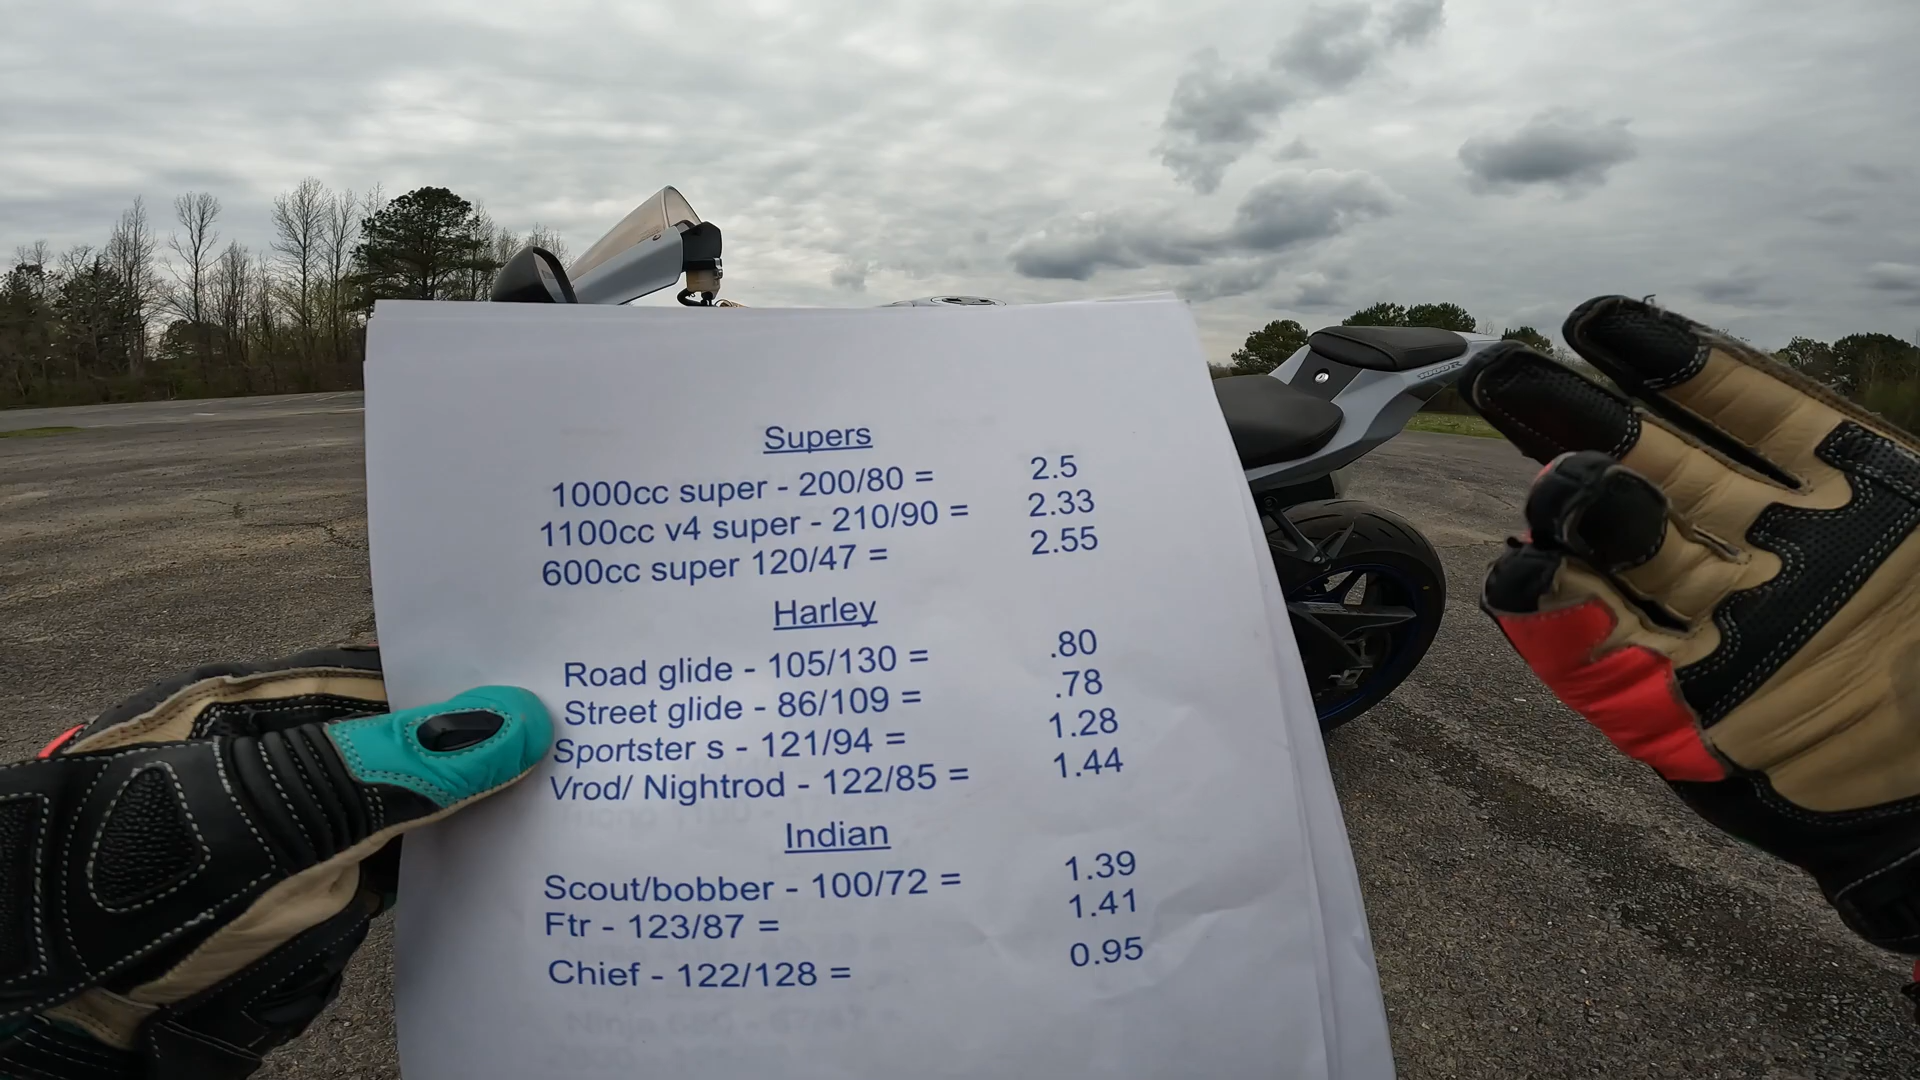 Supers
1000cc super - 200/80 = 2.5
1100cc v4 super - 210/90 = 2.33
600cc super 120/47 = 2.55
Harley
Road glide - 105/130 = .80
Street glide - 86/109 = .78
Sportster s - 121/94 = 1.28
Vrod/ Nightrod - 122/85 = 1.44
Indian
Scout/bobber - 100/72 = 1.39
Ftr - 123/87 = 1.41
Chief - 122/128 = 0.95
1000R